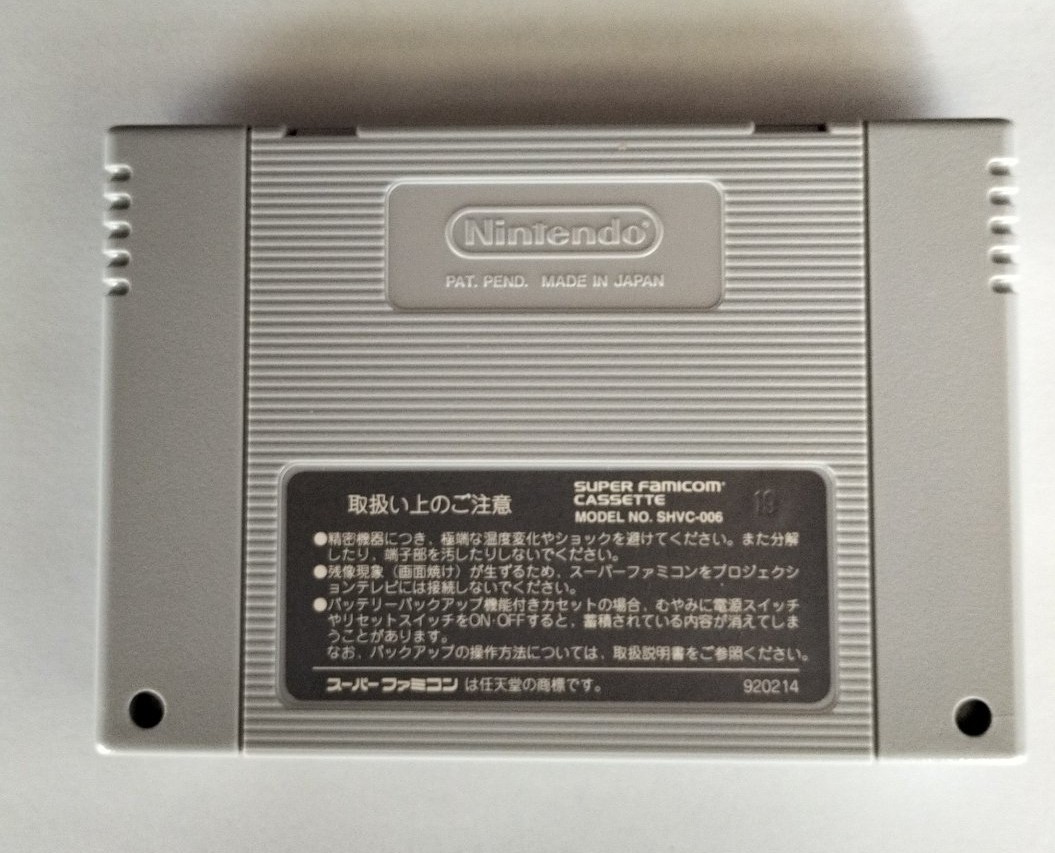 Nintendo®
PAT. PEND. MADE IN JAPAN
取扱い上のご注意
SUPER FAMICOM®
CASSETTE
MODEL NO. SHVC-006
19
●精密機器につき、極端な温度変化やショックを避けてください。また分解
したり、端子部を汚したりしないでください。
●残像現象（画面焼け）が生ずるため、スーパーファミコンをプロジェクシ
ョンテレビには接続しないでください。
●バッテリーバックアップ機能付きカセットの場合、むやみに電源スイッチ
やリセットスイッチをON・OFFすると、蓄積されている内容が消えてしま
うことがあります。
なお、バックアップの操作方法については、取扱説明書をご参照ください。
スーパーファミコン は任天堂の商標です。
920214